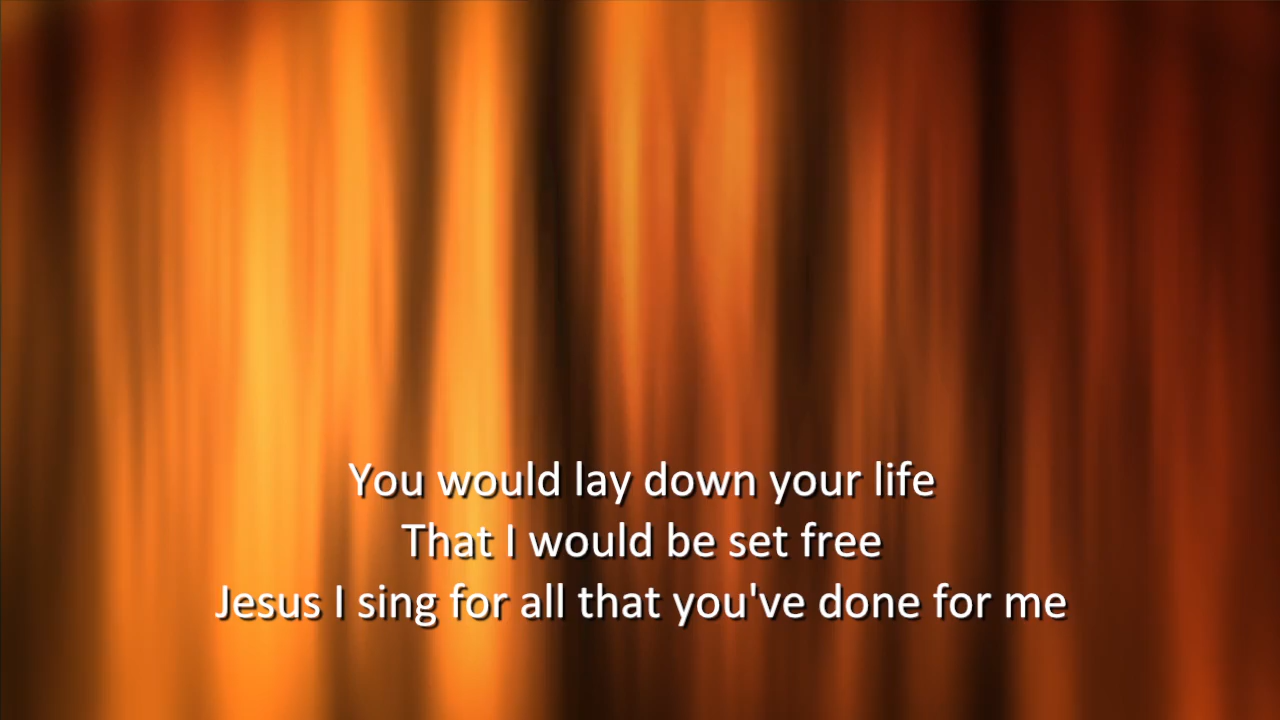 You would lay down your life
That I would be set free
Jesus I sing for all that you've done for me